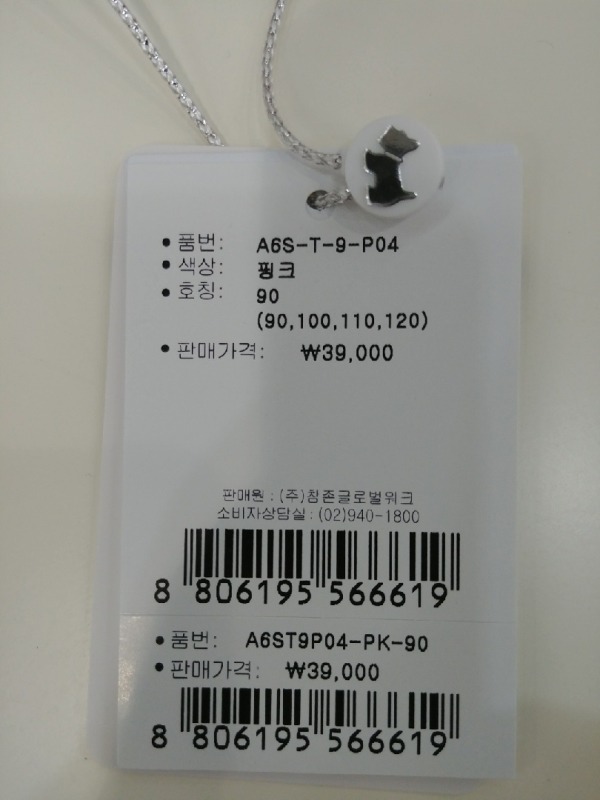 • 품번: A6S-T-9-P04
• 색상: 핑크
• 호칭: 90
(90,100,110,120)
• 판매가격: ₩39,000
판매원 : (주)참존글로벌워크
소비자상담실 : (02)940-1800
8 806195 566619
• 품번: A6ST9P04-PK-90
• 판매가격: ₩39,000
8 806195 566619